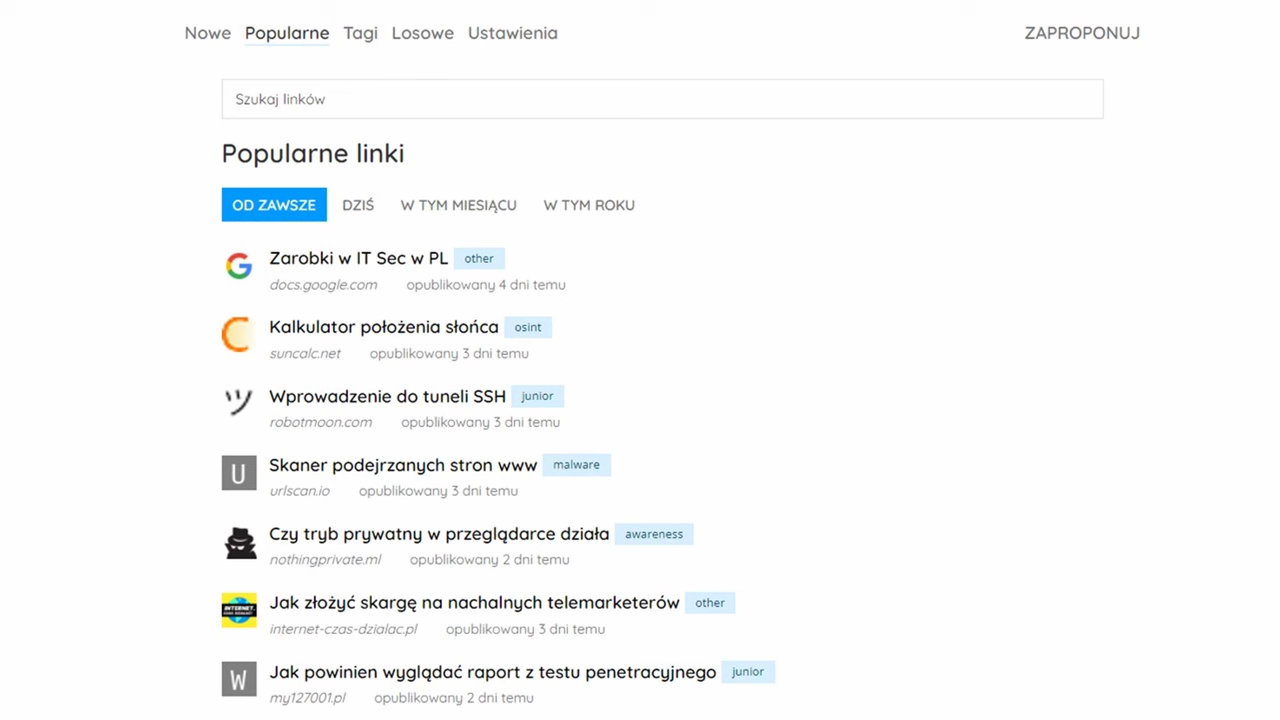 Nowe Popularne Tagi Losowe Ustawienia ZAPROPONUJ
Szukaj linków
Popularne linki
OD ZAWSZE DZIŚ W TYM MIESIĄCU W TYM ROKU
Zarobki w IT Sec w PL other
docs.google.com opublikowany 4 dni temu
Kalkulator położenia słońca osint
suncalc.net opublikowany 3 dni temu
Wprowadzenie do tuneli SSH junior
robotmoon.com opublikowany 3 dni temu
U
Skaner podejrzanych stron www malware
urlscan.io opublikowany 3 dni temu
Czy tryb prywatny w przeglądarce działa awareness
nothingprivate.ml opublikowany 2 dni temu
Jak złożyć skargę na nachalnych telemarketerów other
internet-czas-dzialac.pl opublikowany 3 dni temu
W
Jak powinien wyglądać raport z testu penetracyjnego junior
my127001.pl opublikowany 2 dni temu